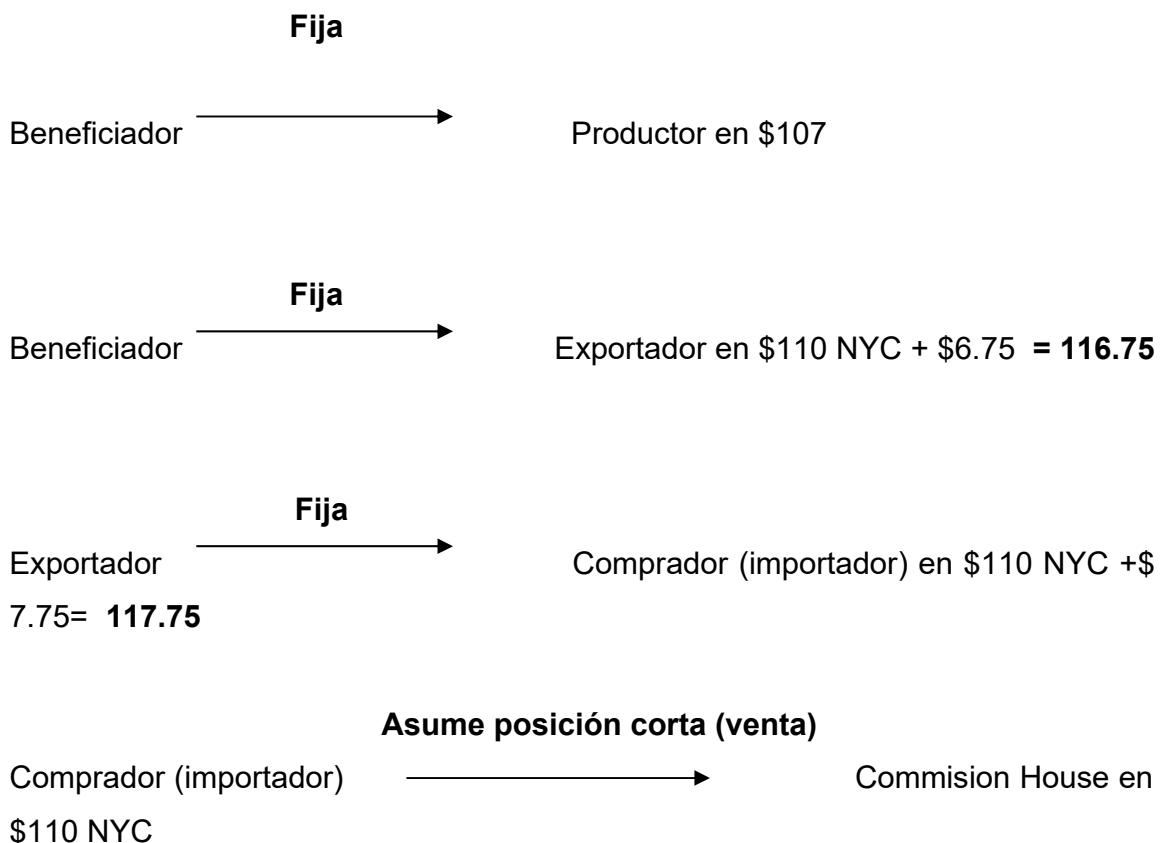 Fija
Beneficiador Productor en $107
Fija
Beneficiador Exportador en $110 NYC + $6.75 = 116.75
Fija
Exportador Comprador (importador) en $110 NYC +$
7.75= 117.75
Asume posición corta (venta)
Comprador (importador) Commision House en
$110 NYC